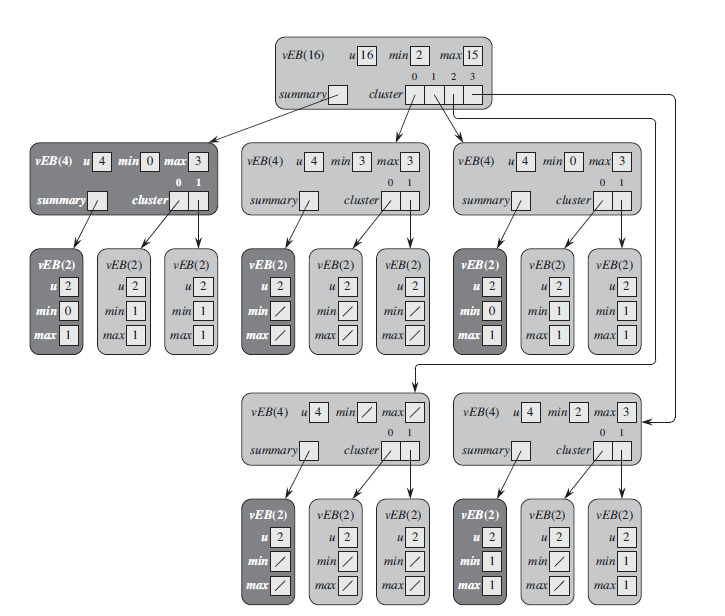 vEB(16) u 16 min 2 max 15
0 1 2 3
summary cluster
vEB(4) u 4 min 0 max 3 vEB(4) u 4 min 3 max 3 vEB(4) u 4 min 0 max 3
0 1 0 1 0 1
summary cluster summary cluster summary cluster
vEB(2) vEB(2) vEB(2) vEB(2) vEB(2) vEB(2) vEB(2) vEB(2) vEB(2)
u 2 u 2 u 2 u 2 u 2 u 2 u 2 u 2 u 2
min 0 min 1 min 1 min / min / min / min 0 min 1 min 1
max 1 max 1 max 1 max / max / max / max 1 max 1 max 1
vEB(4) u 4 min / max / vEB(4) u 4 min 2 max 3
0 1 0 1
summary cluster summary cluster
vEB(2) vEB(2) vEB(2) vEB(2) vEB(2) vEB(2)
u 2 u 2 u 2 u 2 u 2 u 2
min / min / min / min 1 min / min 1
max / max / max / max 1 max / max 1